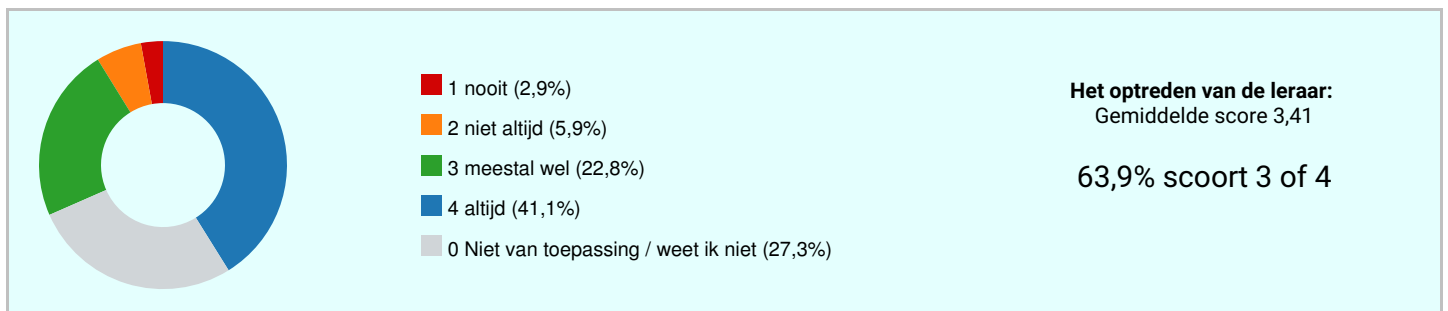 1 nooit (2,9%)
2 niet altijd (5,9%)
3 meestal wel (22,8%)
4 altijd (41,1%)
0 Niet van toepassing / weet ik niet (27,3%)
Het optreden van de leraar:
Gemiddelde score 3,41
63,9% scoort 3 of 4